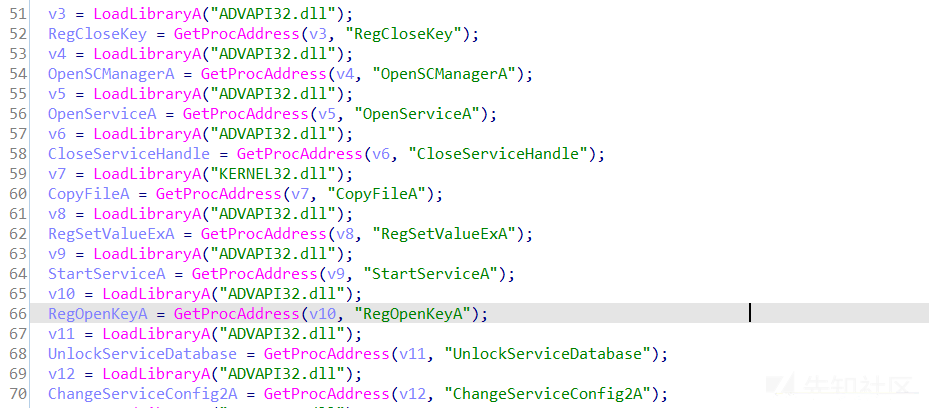 51 v3 = LoadLibraryA("ADVAPI32.dll");
52 RegCloseKey = GetProcAddress(v3, "RegCloseKey");
53 v4 = LoadLibraryA("ADVAPI32.dll");
54 OpenSCManagerA = GetProcAddress(v4, "OpenSCManagerA");
55 v5 = LoadLibraryA("ADVAPI32.dll");
56 OpenServiceA = GetProcAddress(v5, "OpenServiceA");
57 v6 = LoadLibraryA("ADVAPI32.dll");
58 CloseServiceHandle = GetProcAddress(v6, "CloseServiceHandle");
59 v7 = LoadLibraryA("KERNEL32.dll");
60 CopyFileA = GetProcAddress(v7, "CopyFileA");
61 v8 = LoadLibraryA("ADVAPI32.dll");
62 RegSetValueExA = GetProcAddress(v8, "RegSetValueExA");
63 v9 = LoadLibraryA("ADVAPI32.dll");
64 StartServiceA = GetProcAddress(v9, "StartServiceA");
65 v10 = LoadLibraryA("ADVAPI32.dll");
66 RegOpenKeyA = GetProcAddress(v10, "RegOpenKeyA");
67 v11 = LoadLibraryA("ADVAPI32.dll");
68 UnlockServiceDatabase = GetProcAddress(v11, "UnlockServiceDatabase");
69 v12 = LoadLibraryA("ADVAPI32.dll");
70 ChangeServiceConfig2A = GetProcAddress(v12, "ChangeServiceConfig2A");
先知社区